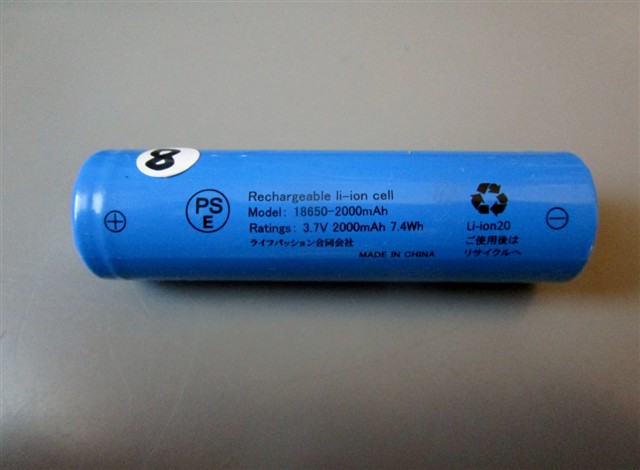 8
PS
E
Rechargeable li-ion cell
Model: 18650-2000mAh
Ratings: 3.7V 2000mAh 7.4Wh
ライフパッション合同会社
MADE IN CHINA
Li-ion20
ご使用後は
リサイクルへ